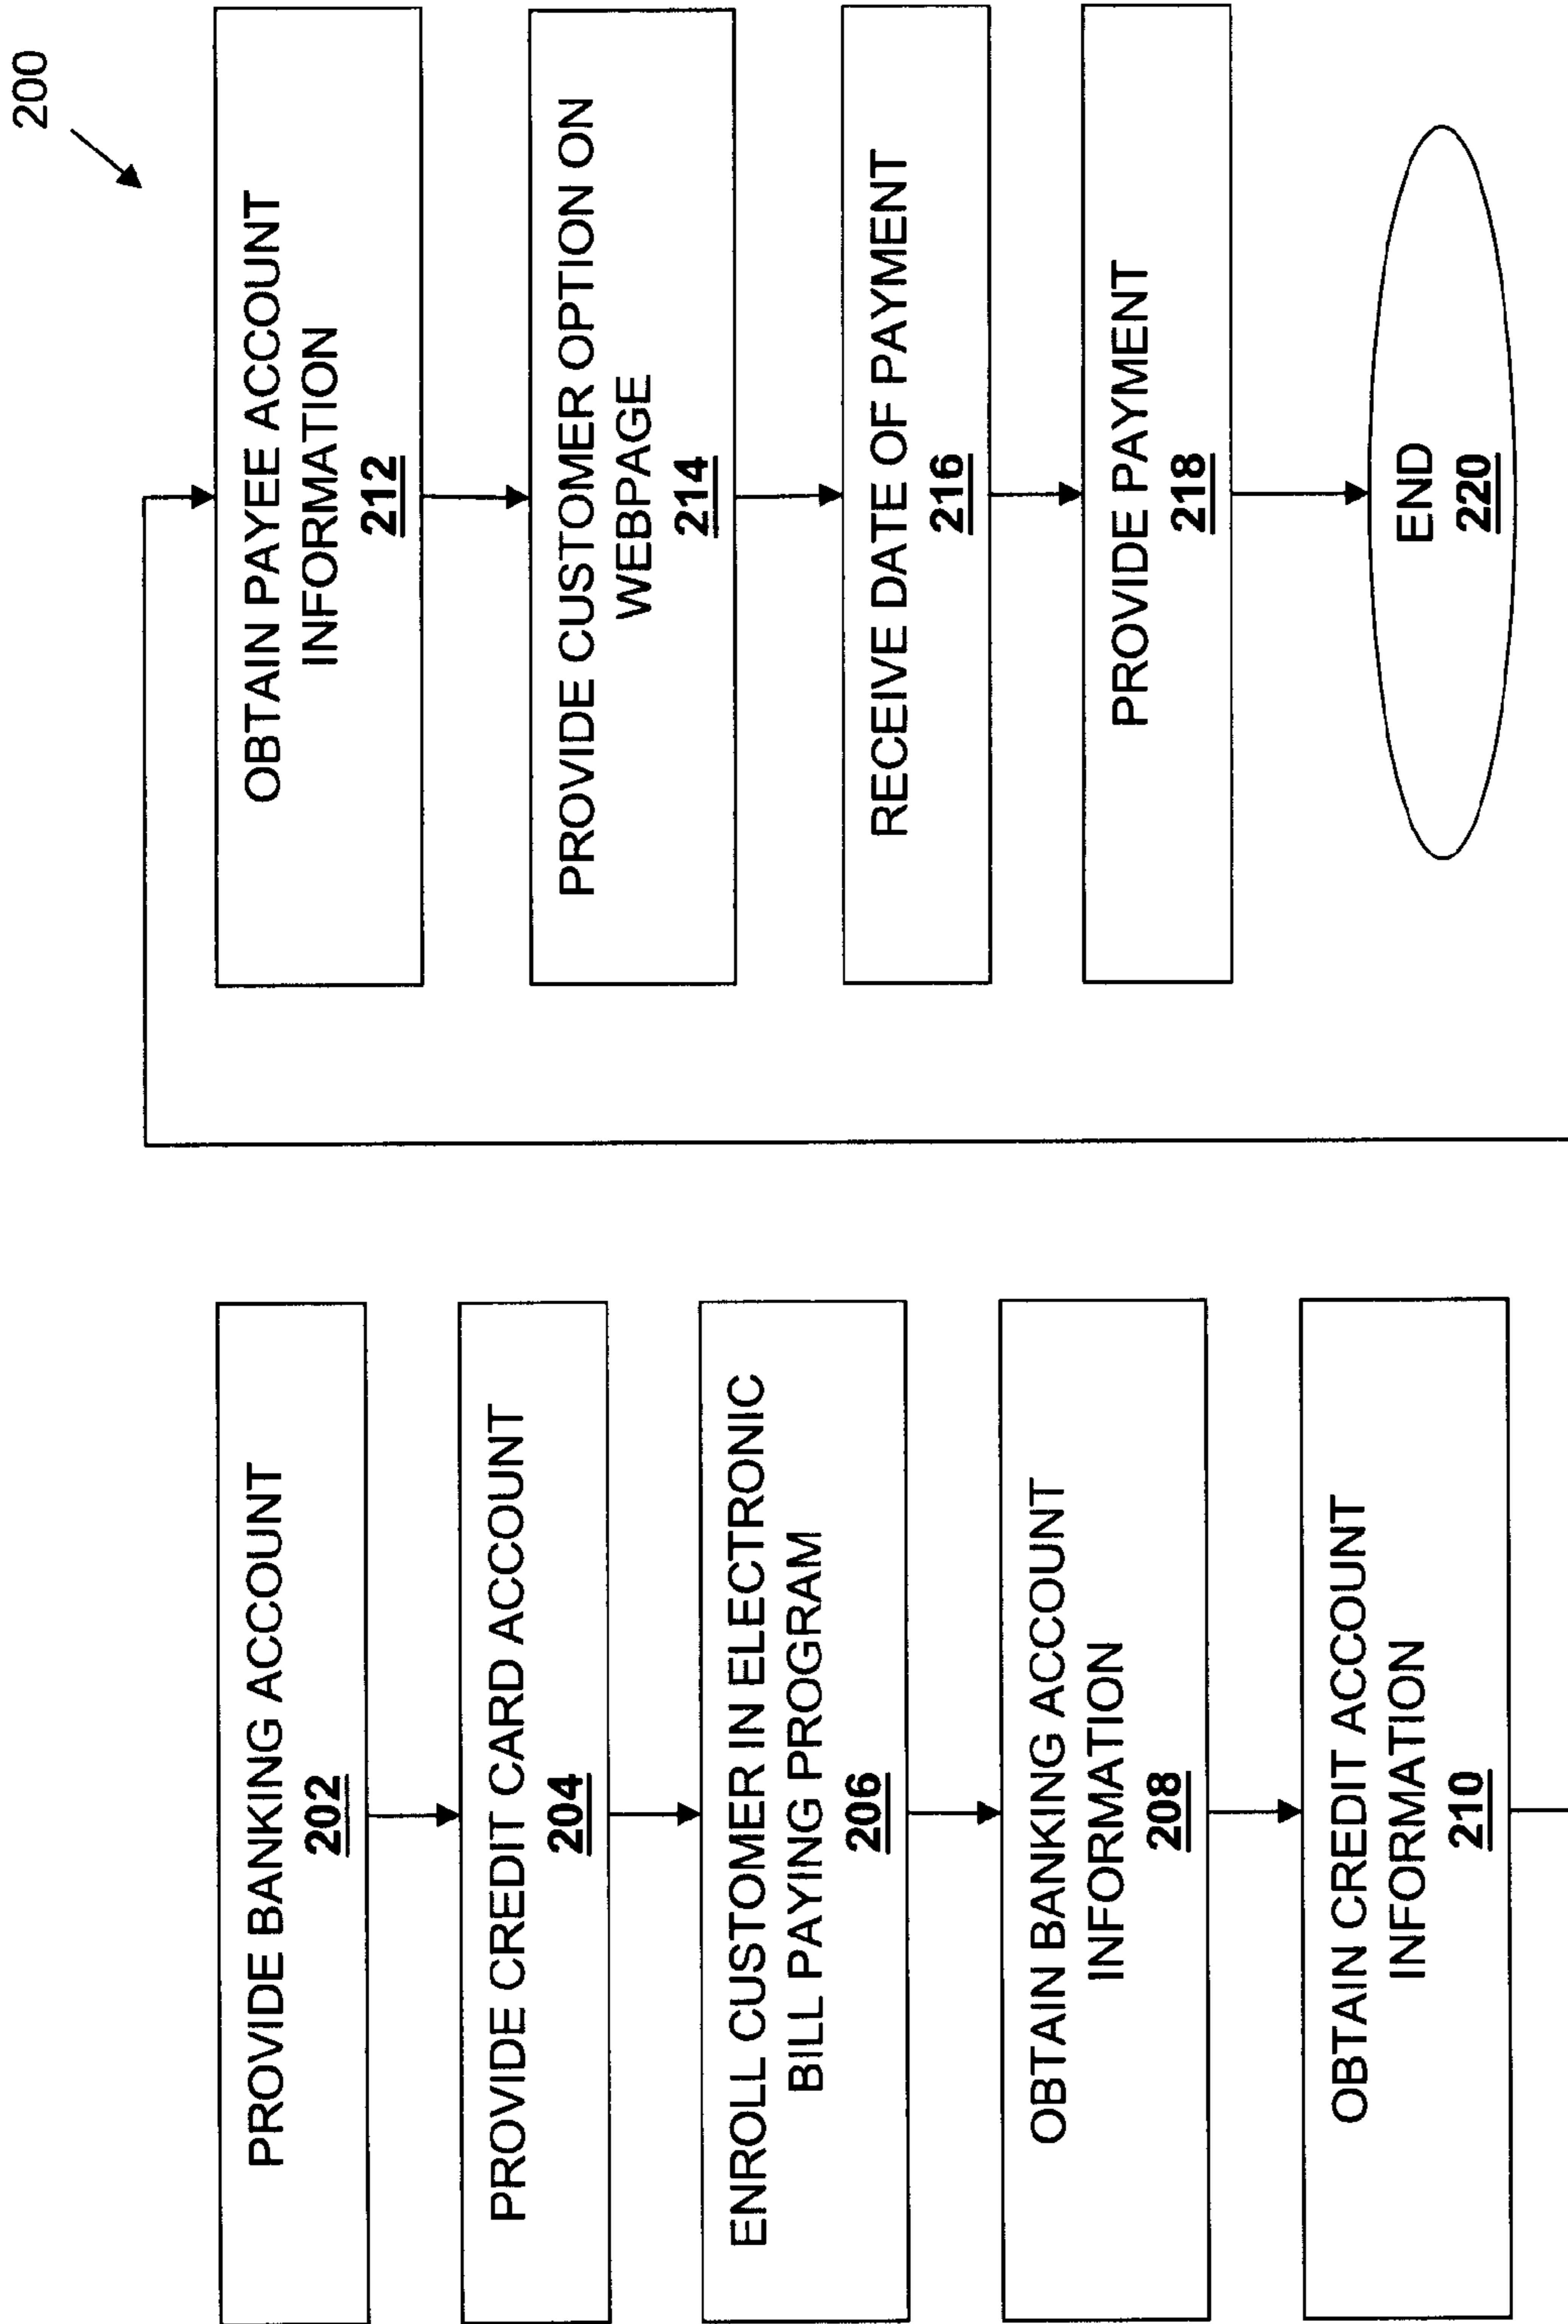 200
PROVIDE BANKING ACCOUNT
202
PROVIDE CREDIT CARD ACCOUNT
204
ENROLL CUSTOMER IN ELECTRONIC
BILL PAYING PROGRAM
206
OBTAIN BANKING ACCOUNT
INFORMATION
208
OBTAIN CREDIT ACCOUNT
INFORMATION
210
OBTAIN PAYEE ACCOUNT
INFORMATION
212
PROVIDE CUSTOMER OPTION ON
WEBPAGE
214
RECEIVE DATE OF PAYMENT
216
PROVIDE PAYMENT
218
END
220